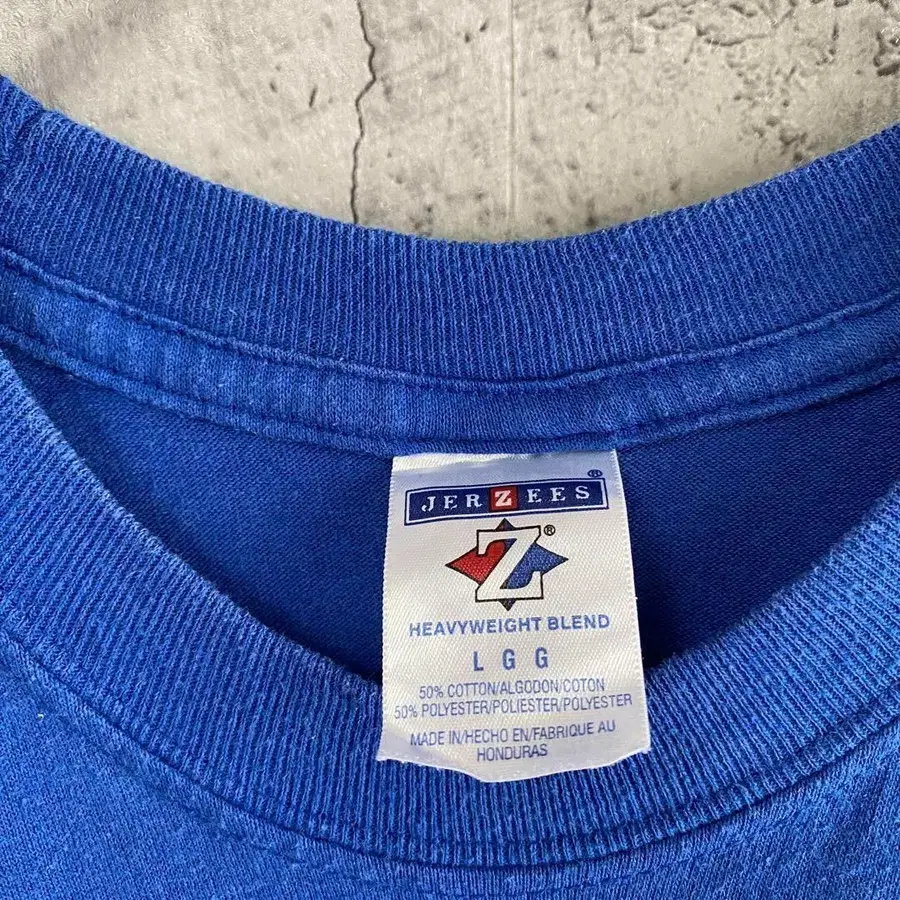 JERZEES®
Z®
HEAVYWEIGHT BLEND
L G G
50% COTTON/ALGODON/COTON
50% POLYESTER/POLIESTER/POLYESTER
MADE IN/HECHO EN/FABRIQUE AU
HONDURAS